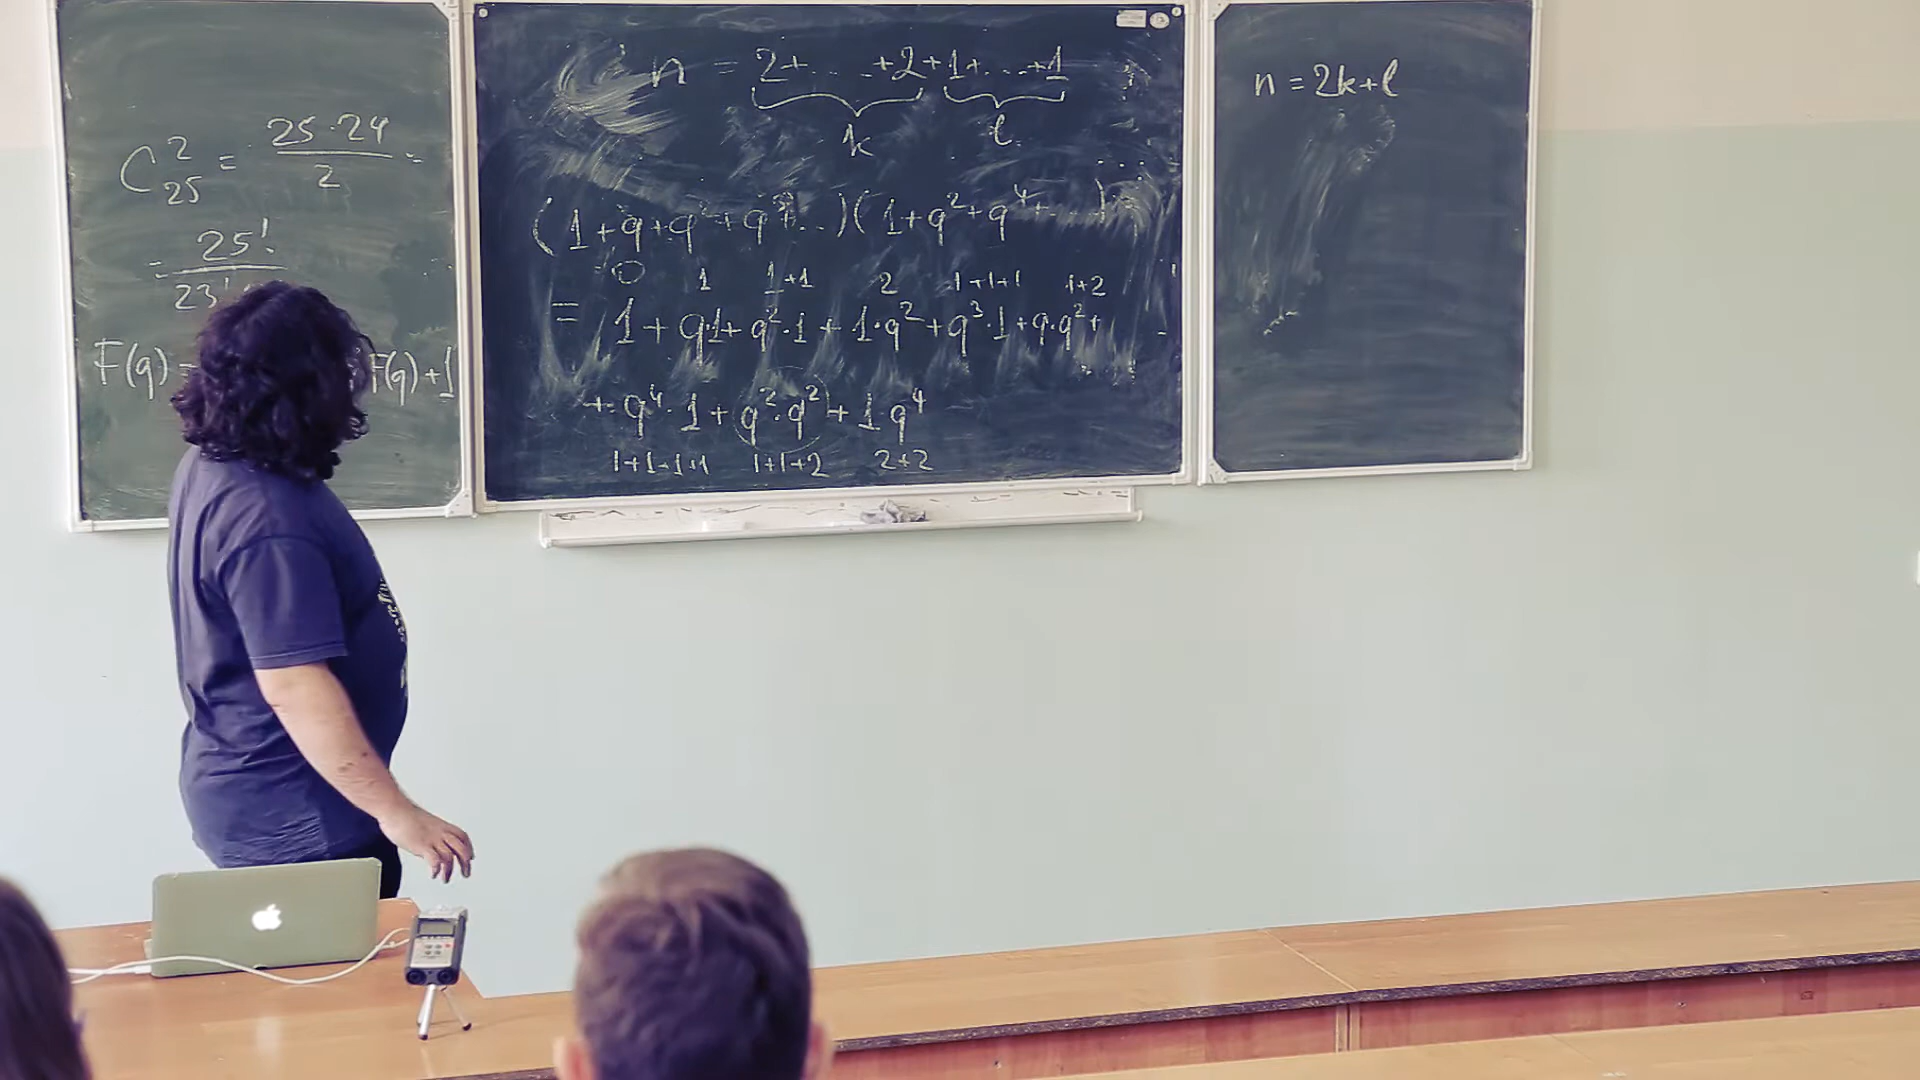 C²₂₅ = 25·24 / 2 =
= 25! / 23!
F(q) = F(q)+1
n = 2+...+2+1+...+1
k l
(1+q+q²+q³+...)(1+q²+q⁴+...)
0 1 1+1 2 1+1+1 1+2
= 1+q·1+q²·1+1·q²+q³·1+q·q²+
+q⁴·1+q²·q²+1·q⁴
1+1+1+1 1+1+2 2+2
n = 2k+l